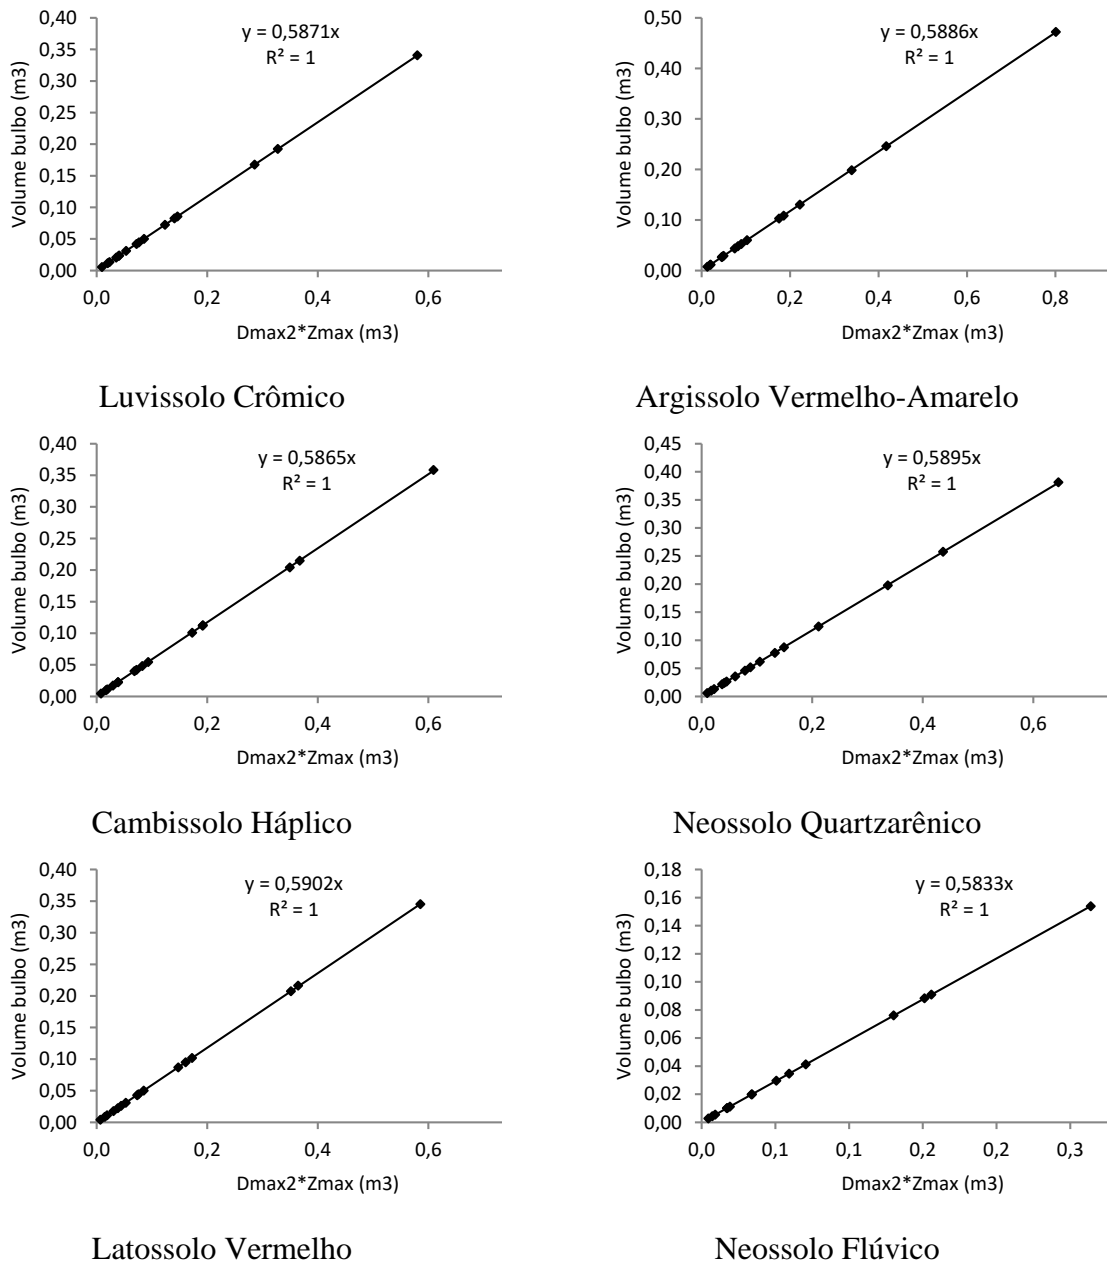 0,40
0,35
0,30
0,25
0,20
0,15
0,10
0,05
0,00
Volume bulbo (m3)
y = 0,5871x
R² = 1
0,0 0,2 0,4 0,6
Dmax2*Zmax (m3)
Luvissolo Crômico
0,50
0,40
0,30
0,20
0,10
0,00
Volume bulbo (m3)
y = 0,5886x
R² = 1
0,0 0,2 0,4 0,6 0,8
Dmax2*Zmax (m3)
Argissolo Vermelho-Amarelo
0,40
0,35
0,30
0,25
0,20
0,15
0,10
0,05
0,00
Volume bulbo (m3)
y = 0,5865x
R² = 1
0,0 0,2 0,4 0,6
Dmax2*Zmax (m3)
Cambissolo Háplico
0,45
0,40
0,35
0,30
0,25
0,20
0,15
0,10
0,05
0,00
Volume bulbo (m3)
y = 0,5895x
R² = 1
0,0 0,2 0,4 0,6
Dmax2*Zmax (m3)
Neossolo Quartzarênico
0,40
0,35
0,30
0,25
0,20
0,15
0,10
0,05
0,00
Volume bulbo (m3)
y = 0,5902x
R² = 1
0,0 0,2 0,4 0,6
Dmax2*Zmax (m3)
Latossolo Vermelho
0,18
0,16
0,14
0,12
0,10
0,08
0,06
0,04
0,02
0,00
Volume bulbo (m3)
y = 0,5833x
R² = 1
0,0 0,1 0,1 0,2 0,2 0,3
Dmax2*Zmax (m3)
Neossolo Flúvico